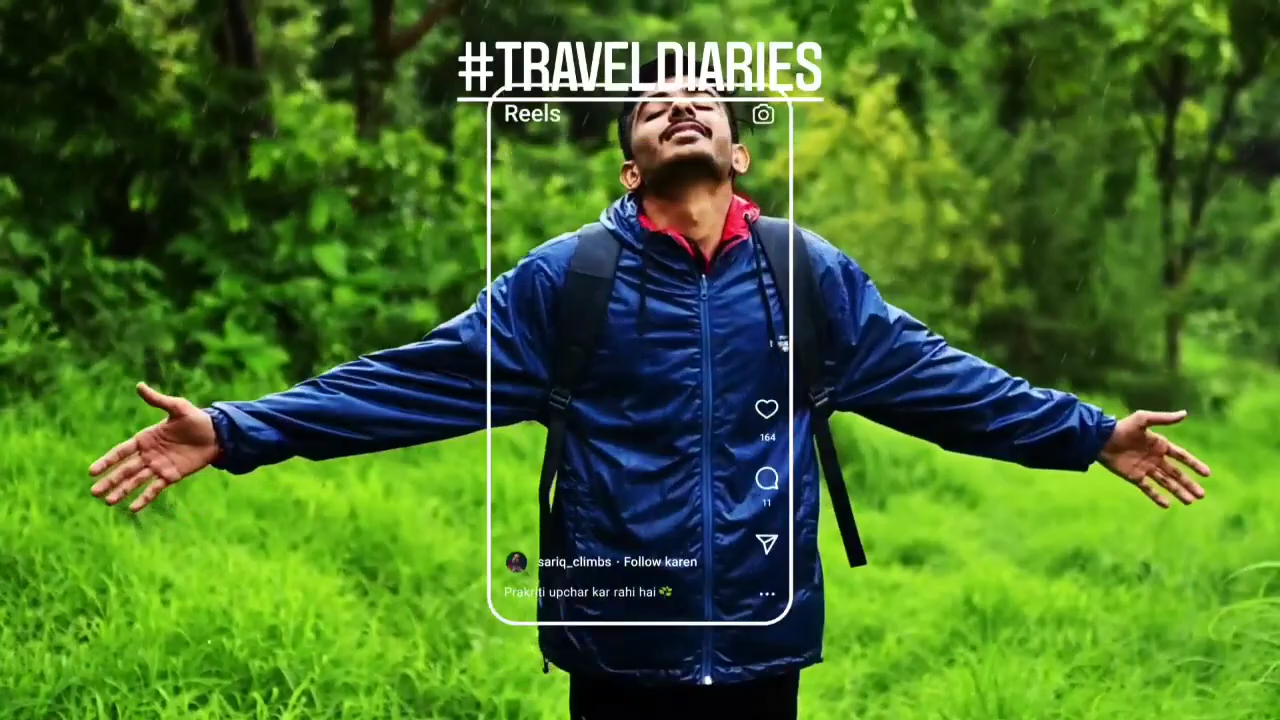 #TRAVELDIARIES
Reels
164
11
sariq_climbs · Follow karen
Prakriti upchar kar rahi hai 🌿
...